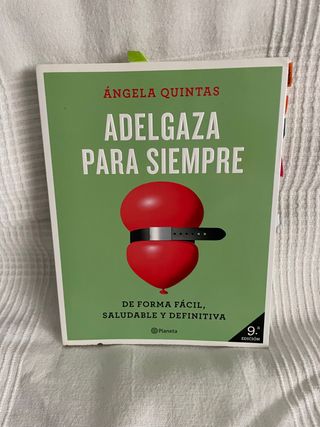 ÁNGELA QUINTAS
ADELGAZA
PARA SIEMPRE
DE FORMA FÁCIL,
SALUDABLE Y DEFINITIVA
Planeta
9.ª
EDICIÓN